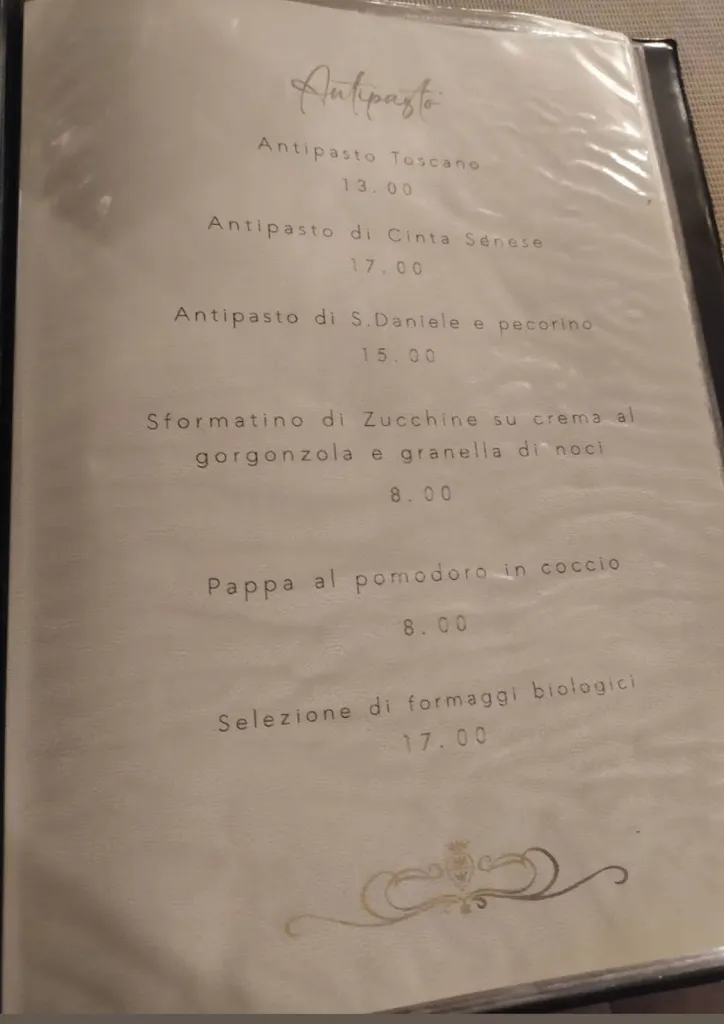 Antipasto
Antipasto Toscano
13.00
Antipasto di Cinta Senese
17.00
Antipasto di S.Daniele e pecorino
15.00
Sformatino di Zucchine su crema al
gorgonzola e granella di noci
8.00
Pappa al pomodoro in coccio
8.00
Selezione di formaggi biologici
17.00